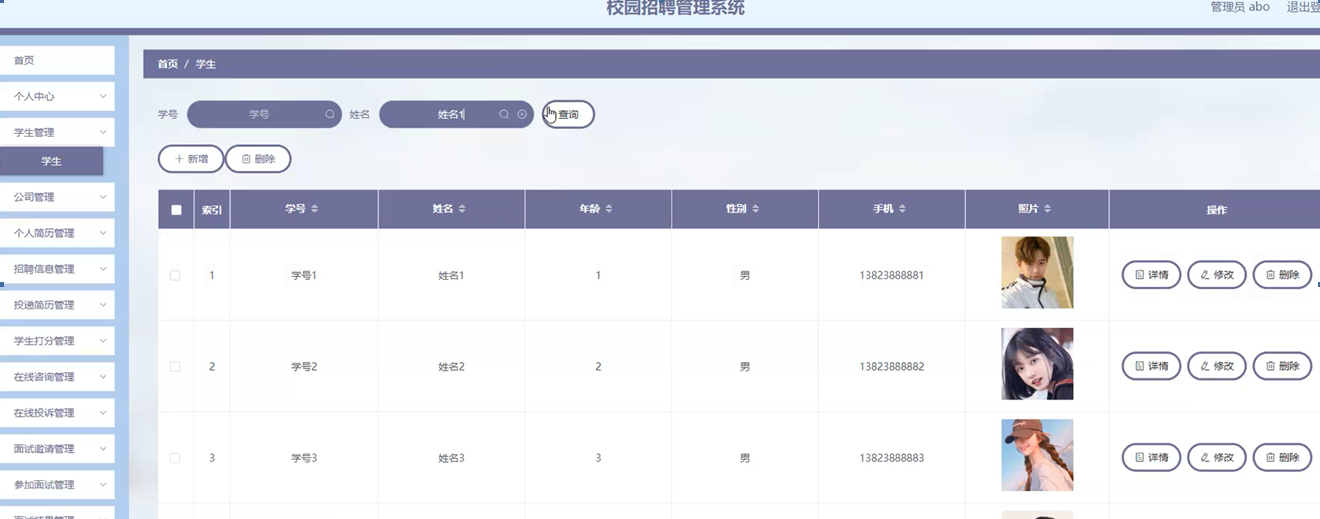 校园招聘管理系统
管理员 abo 退出登
首页
个人中心
学生管理
学生
公司管理
个人简历管理
招聘信息管理
投递简历管理
学生打分管理
在线咨询管理
在线投诉管理
面试邀请管理
参加面试管理
面试结果管理
首页 / 学生
学号 学号 姓名 姓名1 查询
新增 删除
索引 学号 姓名 年龄 性别 手机 照片 操作
1 学号1 姓名1 1 男 13823888881 详情 修改 删除
2 学号2 姓名2 2 男 13823888882 详情 修改 删除
3 学号3 姓名3 3 男 13823888883 详情 修改 删除